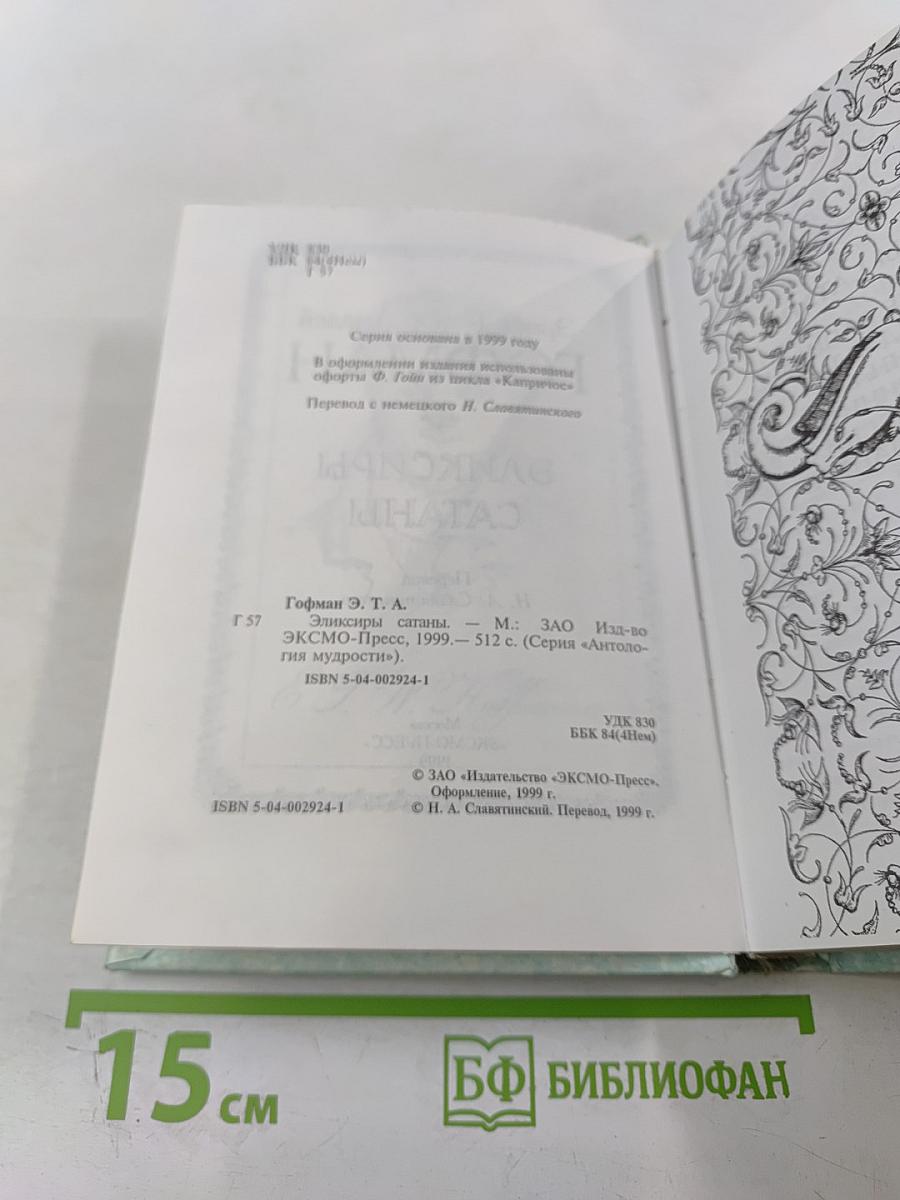 УДК 830
ББК 84(4Нем)
Г 57
Серия основана в 1999 году
В оформлении издания использованы
офорты Ф. Гойи из цикла «Капричос»
Перевод с немецкого Н. Славятинского
Гофман Э. Т. А.
Г 57 Эликсиры сатаны. — М.: ЗАО Изд-во
ЭКСМО-Пресс, 1999.— 512 с. (Серия «Антоло-
гия мудрости»).
ISBN 5-04-002924-1
УДК 830
ББК 84(4Нем)
© ЗАО «Издательство «ЭКСМО-Пресс».
Оформление, 1999 г.
ISBN 5-04-002924-1 © Н. А. Славятинский. Перевод, 1999 г.
ЭЛИКСИРЫ
САТАНЫ
15 см
БФ БИБЛИОФАН